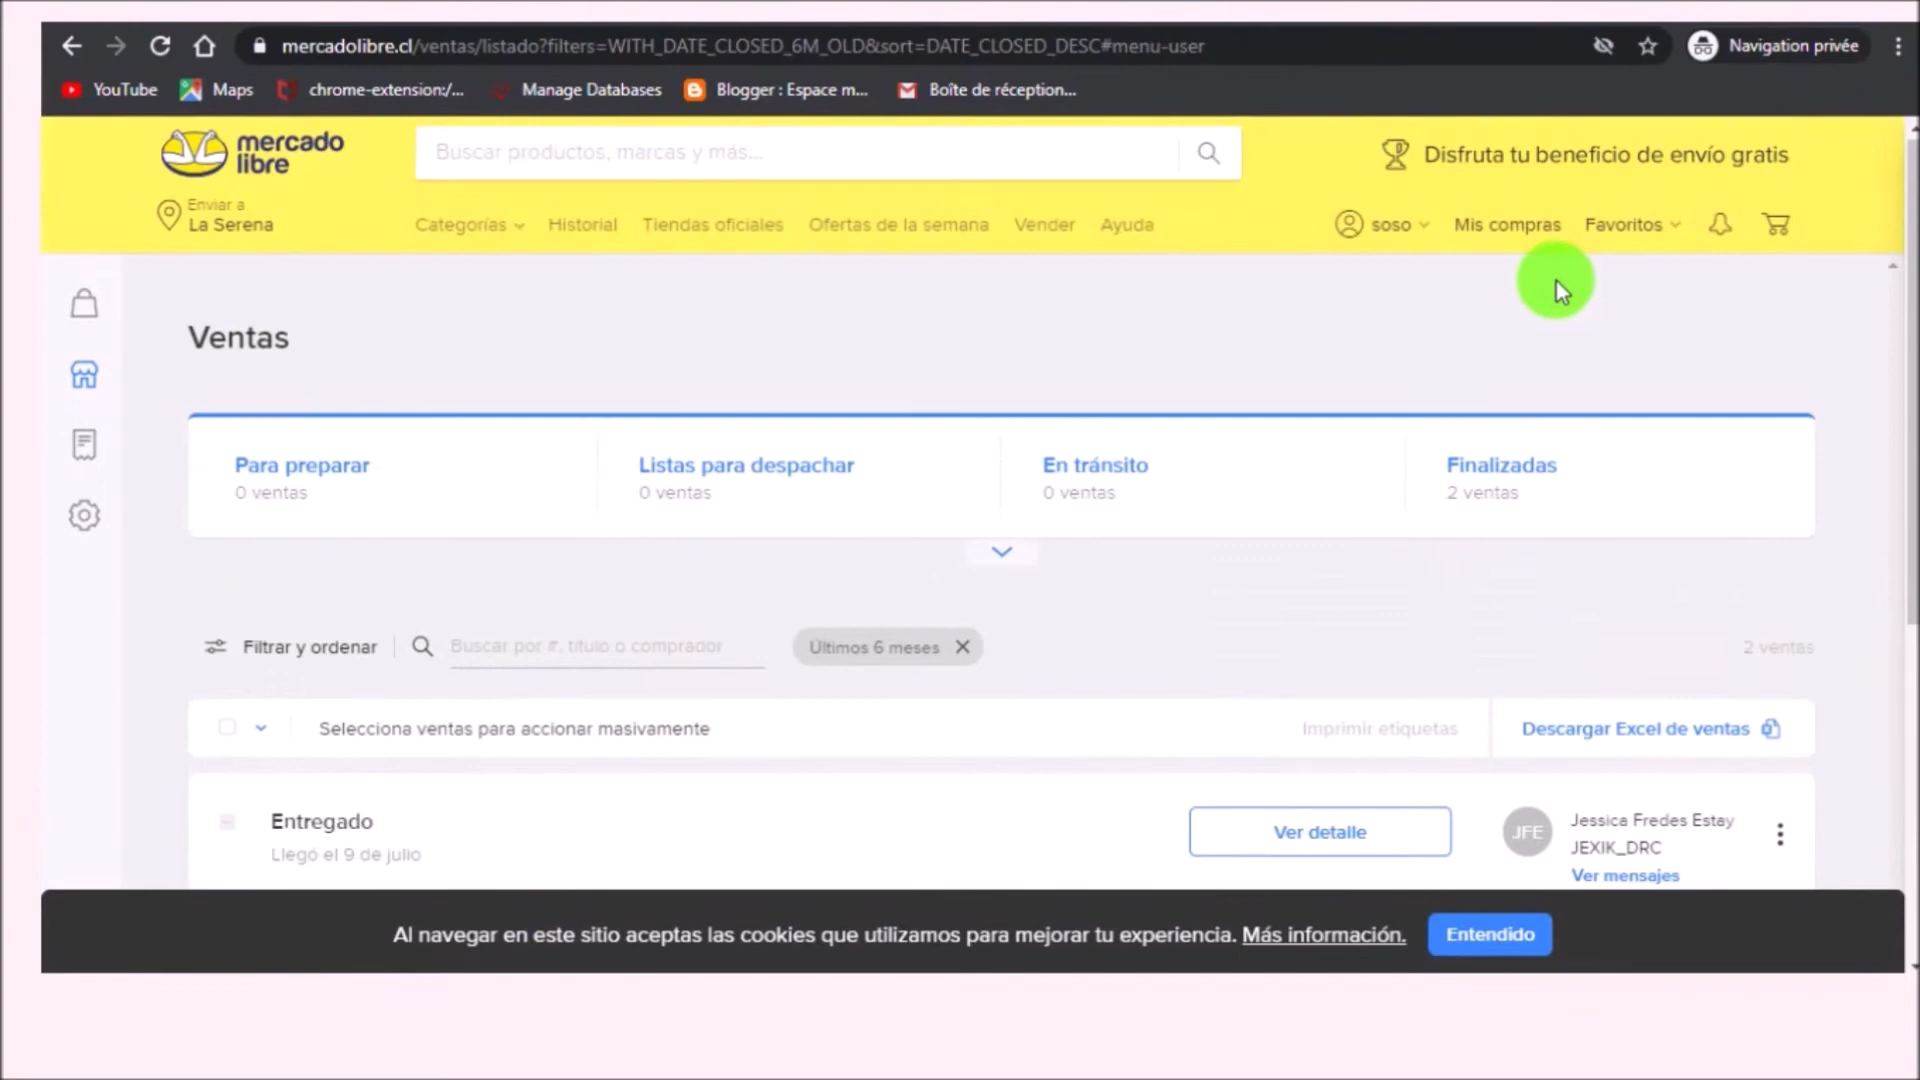 mercadolibre.cl/ventas/listado?filters=WITH_DATE_CLOSED_6M_OLD&sort=DATE_CLOSED_DESC#menu-user
Navigation privée
YouTube
Maps
chrome-extension:/...
Manage Databases
Blogger : Espace m...
Boîte de réception...
mercado
libre
Buscar productos, marcas y más...
Disfruta tu beneficio de envío gratis
Enviar a
La Serena
Categorías
Historial
Tiendas oficiales
Ofertas de la semana
Vender
Ayuda
soso
Mis compras
Favoritos
Ventas
Para preparar
0 ventas
Listas para despachar
0 ventas
En tránsito
0 ventas
Finalizadas
2 ventas
Filtrar y ordenar
Buscar por #, título o comprador
Últimos 6 meses
2 ventas
Selecciona ventas para accionar masivamente
Imprimir etiquetas
Descargar Excel de ventas
Entregado
Llegó el 9 de julio
Ver detalle
JFE
Jessica Fredes Estay
JEXIK_DRC
Ver mensajes
Al navegar en este sitio aceptas las cookies que utilizamos para mejorar tu experiencia. Más información.
Entendido